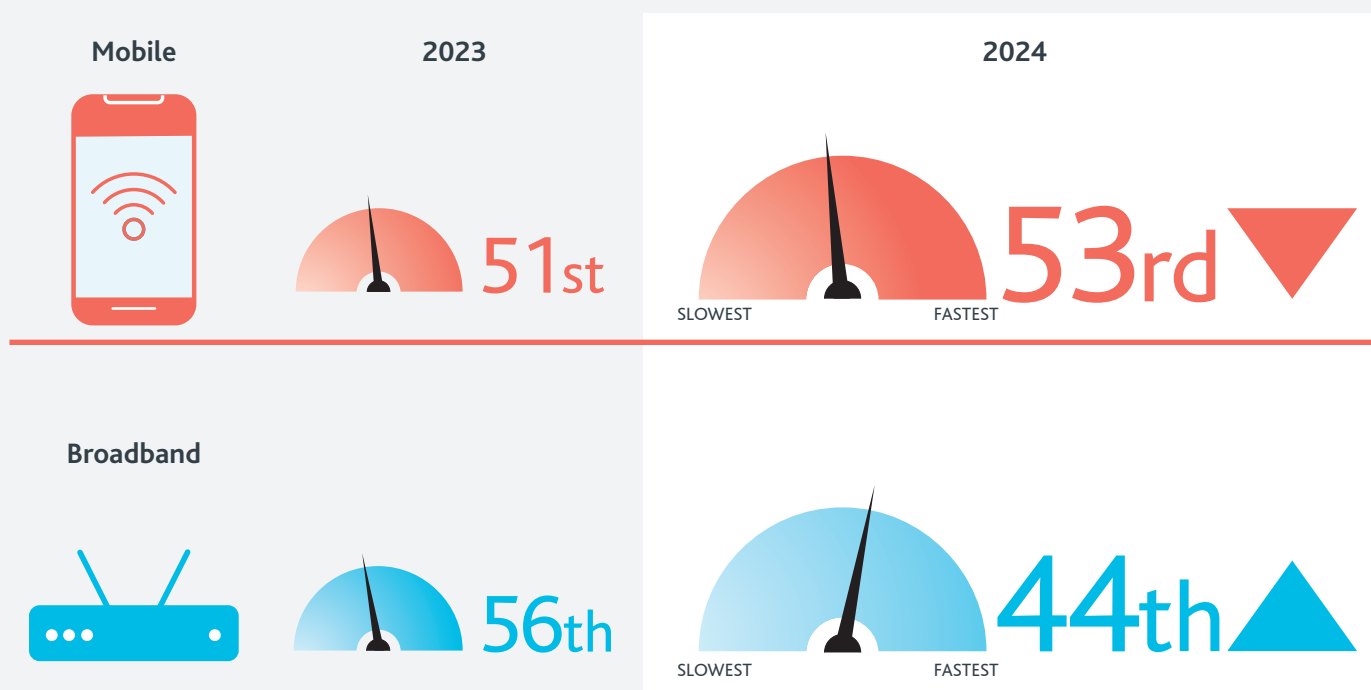 Mobile
2023
2024
51st
53rd
SLOWEST
FASTEST
Broadband
56th
44th
SLOWEST
FASTEST